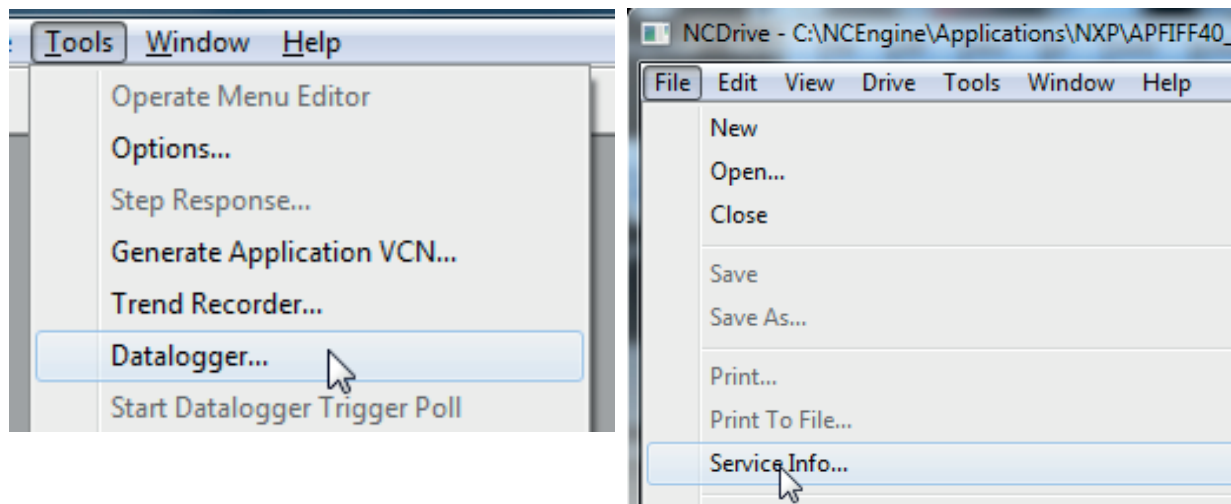 Tools Window Help
Operate Menu Editor
Options...
Step Response...
Generate Application VCN...
Trend Recorder...
Datalogger...
Start Datalogger Trigger Poll
NCDrive - C:\NCEngine\Applications\NXP\APFIFF40_
File Edit View Drive Tools Window Help
New
Open...
Close
Save
Save As...
Print...
Print To File...
Service Info...